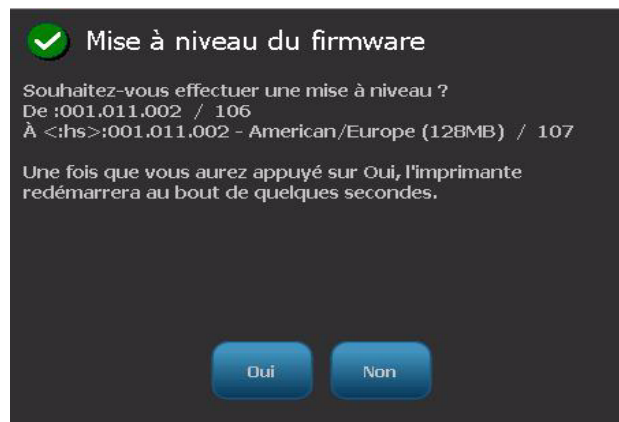 Mise à niveau du firmware
Souhaitez-vous effectuer une mise à niveau ?
De :001.011.002 / 106
À <:hs>:001.011.002 - American/Europe (128MB) / 107
Une fois que vous aurez appuyé sur Oui, l'imprimante
redémarrera au bout de quelques secondes.
Oui
Non